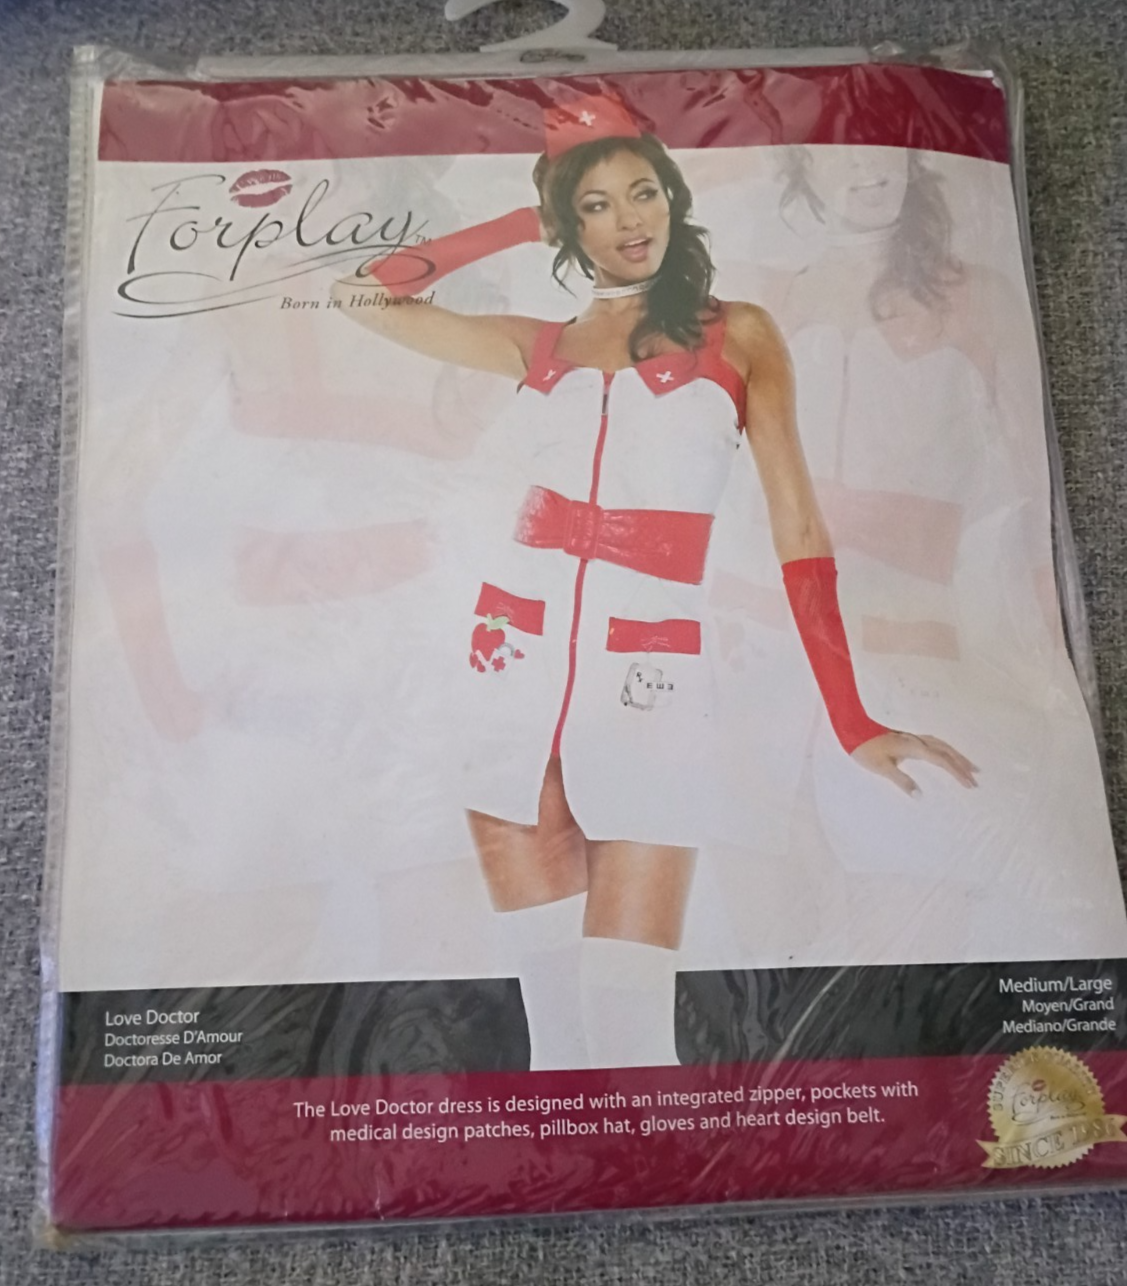 Forplay™
Born in Hollywood
Love Doctor
Doctoresse D'Amour
Doctora De Amor
Medium/Large
Moyen/Grand
Mediano/Grande
The Love Doctor dress is designed with an integrated zipper, pockets with
medical design patches, pillbox hat, gloves and heart design belt.
Forplay
SINCE